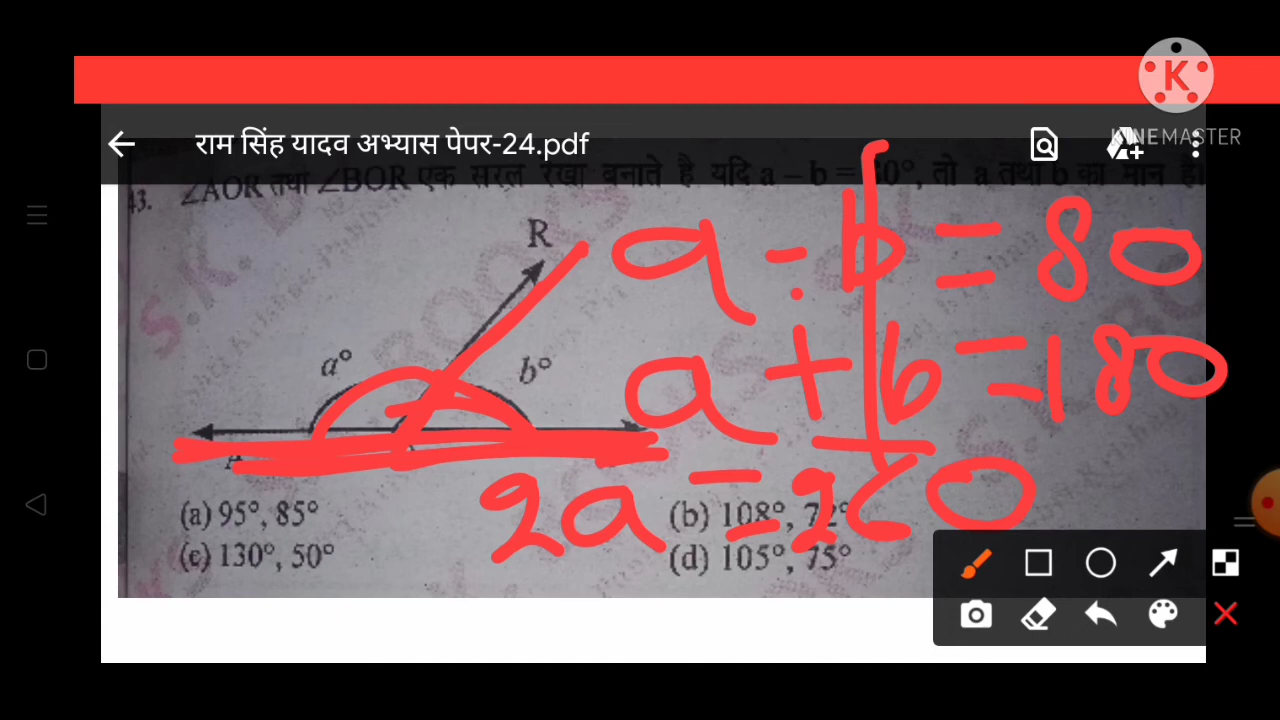 K
KINEMASTER
राम सिंह यादव अभ्यास पेपर-24.pdf
43. ∠AOR तथा ∠BOR एक सरल रेखा बनाते है यदि a – b = 80°, तो a तथा b का मान है।
R
a - b = 80
a°
b°
a + b = 180
A
2a = 260
(a) 95°, 85°
(b) 108°, 72°
(c) 130°, 50°
(d) 105°, 75°